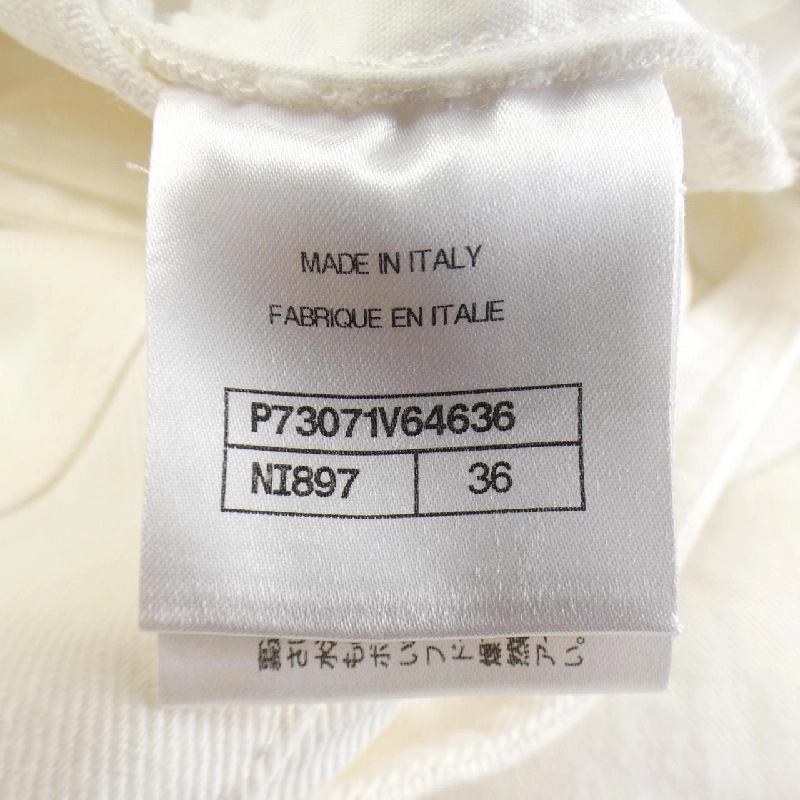 MADE IN ITALY
FABRIQUE EN ITALIE
P73071V64636
NI897 36